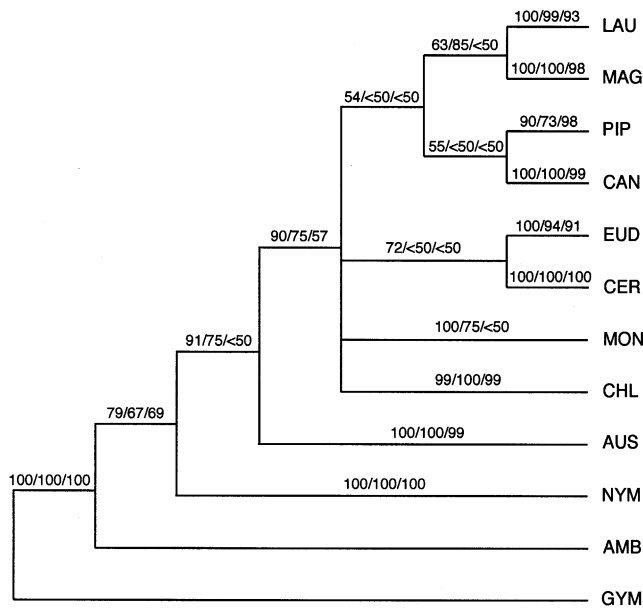 100/99/93 LAU
63/85/<50
100/100/98 MAG
54/<50/<50
90/73/98 PIP
55/<50/<50
100/100/99 CAN
100/94/91 EUD
90/75/57 72/<50/<50
100/100/100 CER
100/75/<50 MON
91/75/<50
99/100/99 CHL
79/67/69
100/100/99 AUS
100/100/100 100/100/100 NYM
AMB
GYM